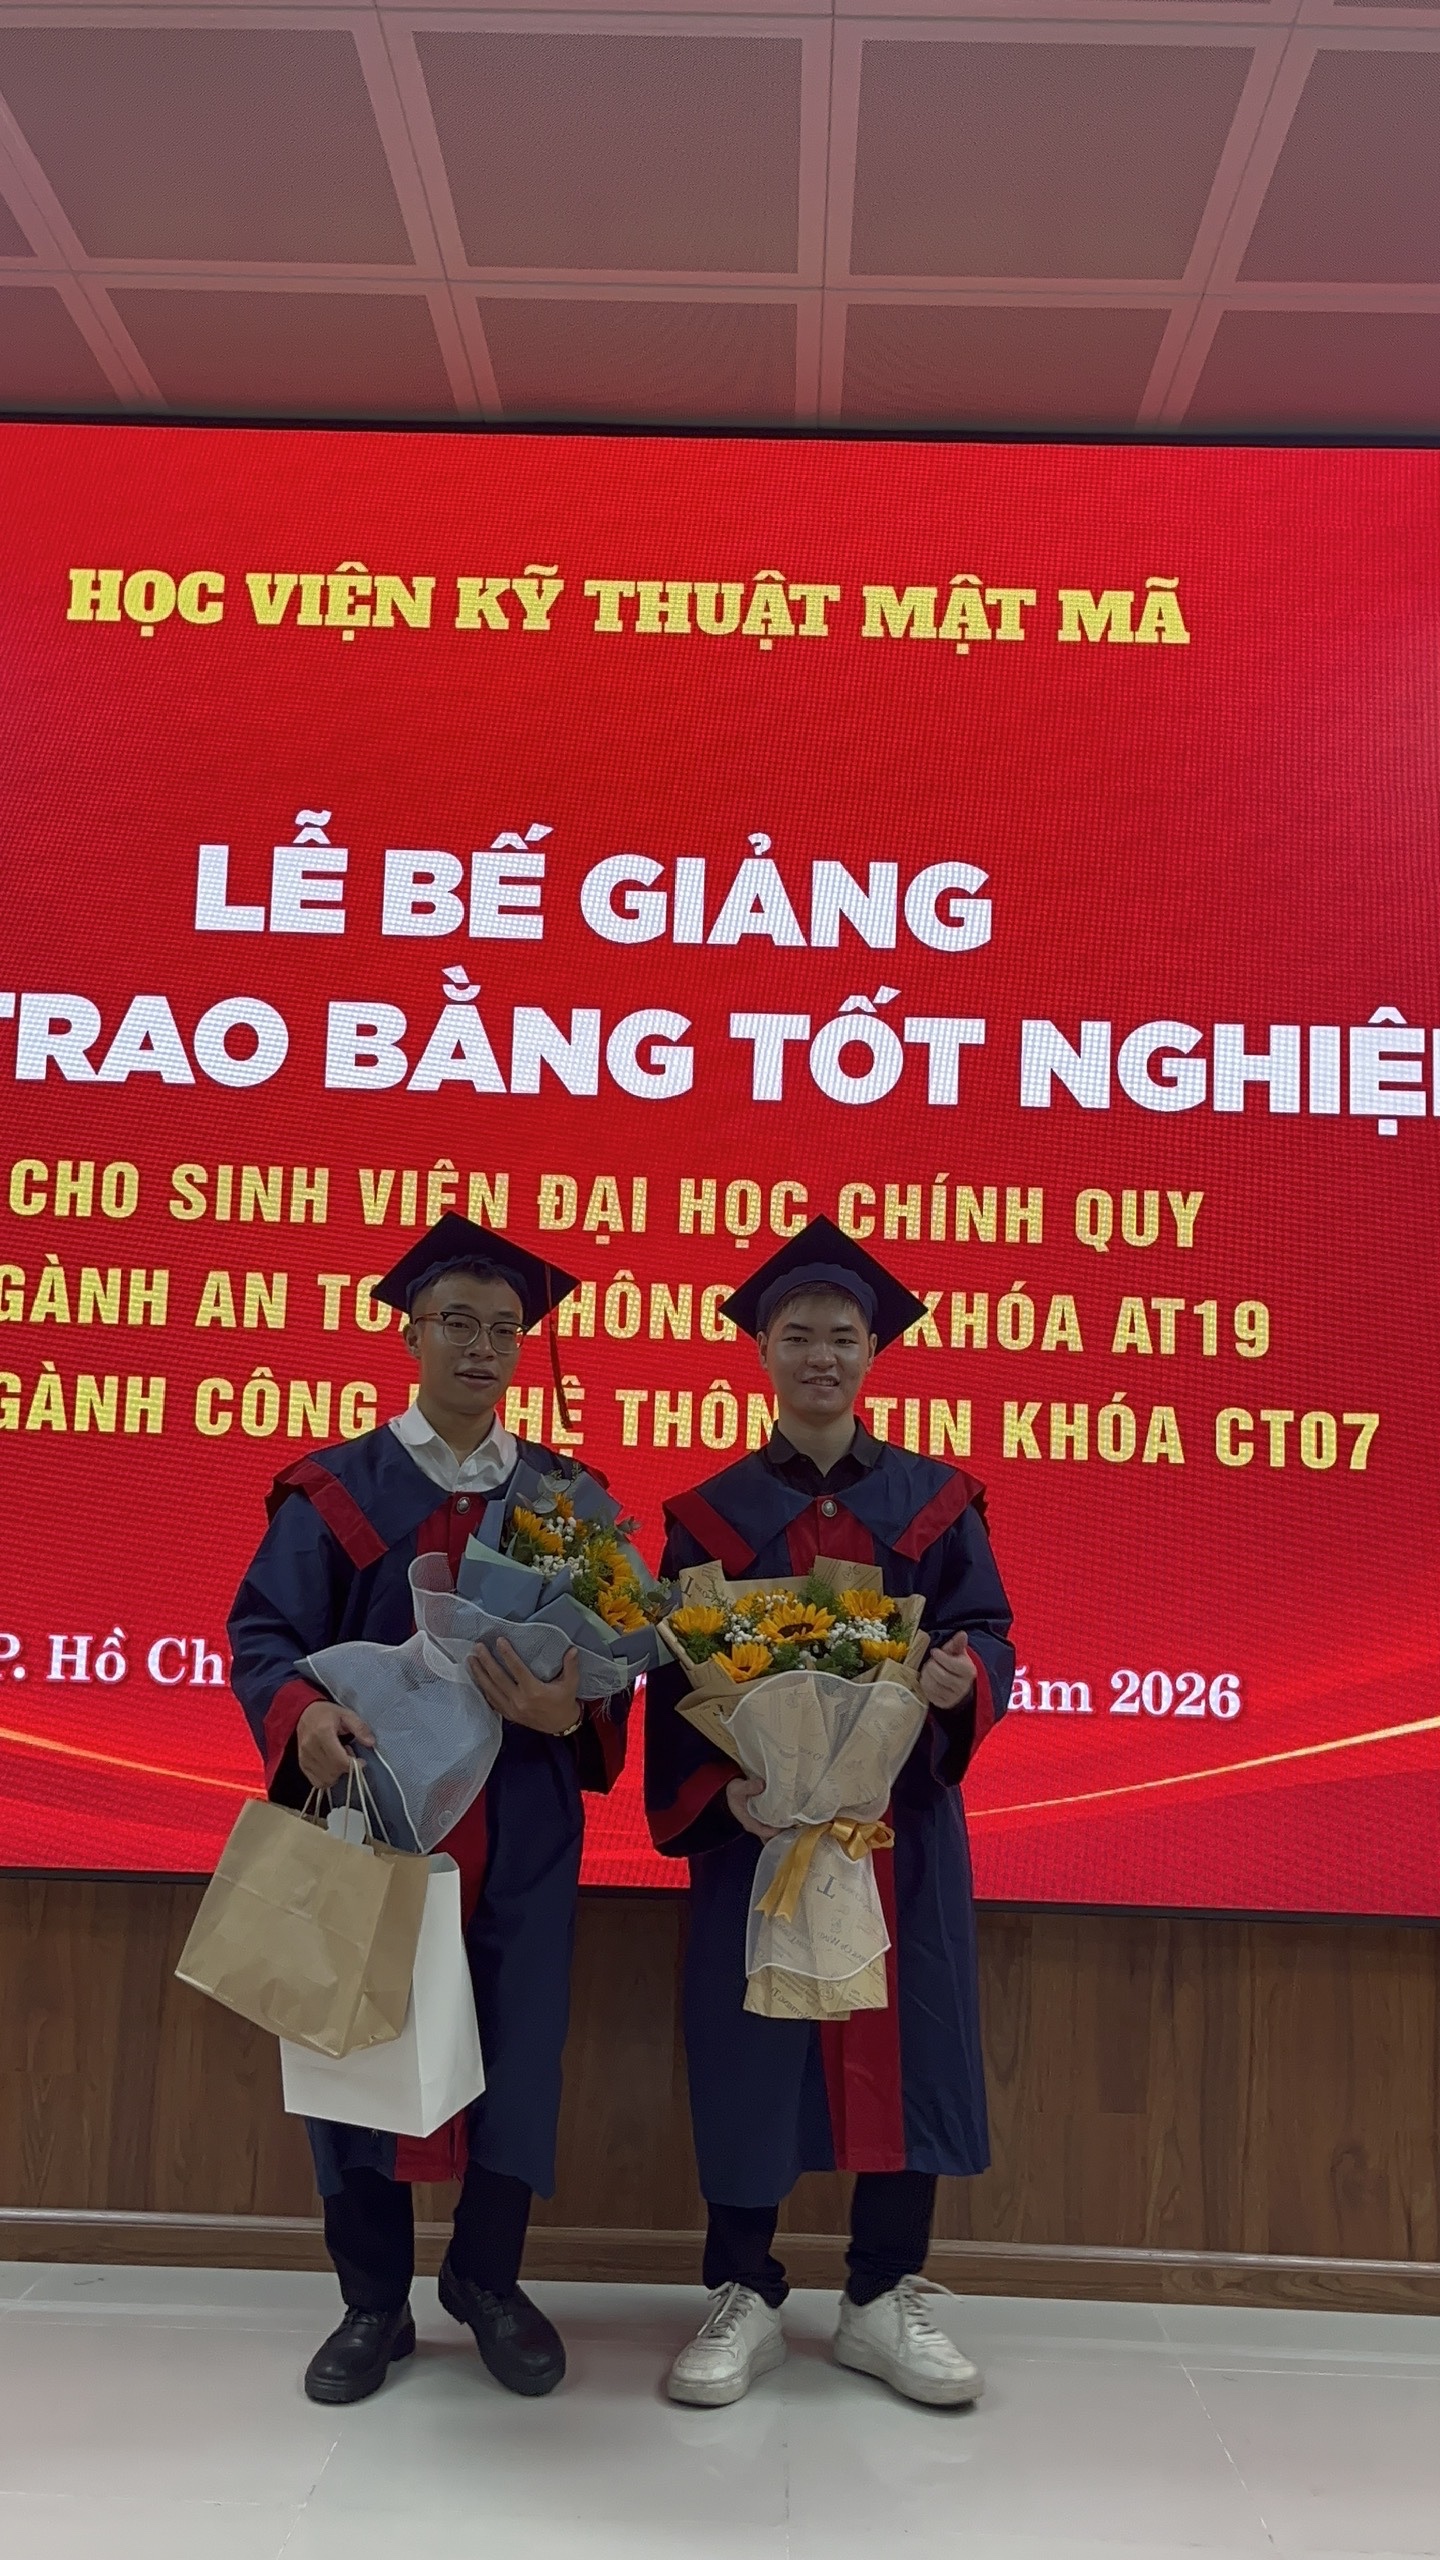 HỌC VIỆN KỸ THUẬT MẬT MÃ
LỄ BẾ GIẢNG
TRAO BẰNG TỐT NGHIỆ
CHO SINH VIÊN ĐẠI HỌC CHÍNH QUY
GÀNH AN TO HÔNG KHÓA AT19
GÀNH CÔNG HỆ THÔN TIN KHÓA CT07
P. Hồ Ch ăm 2026